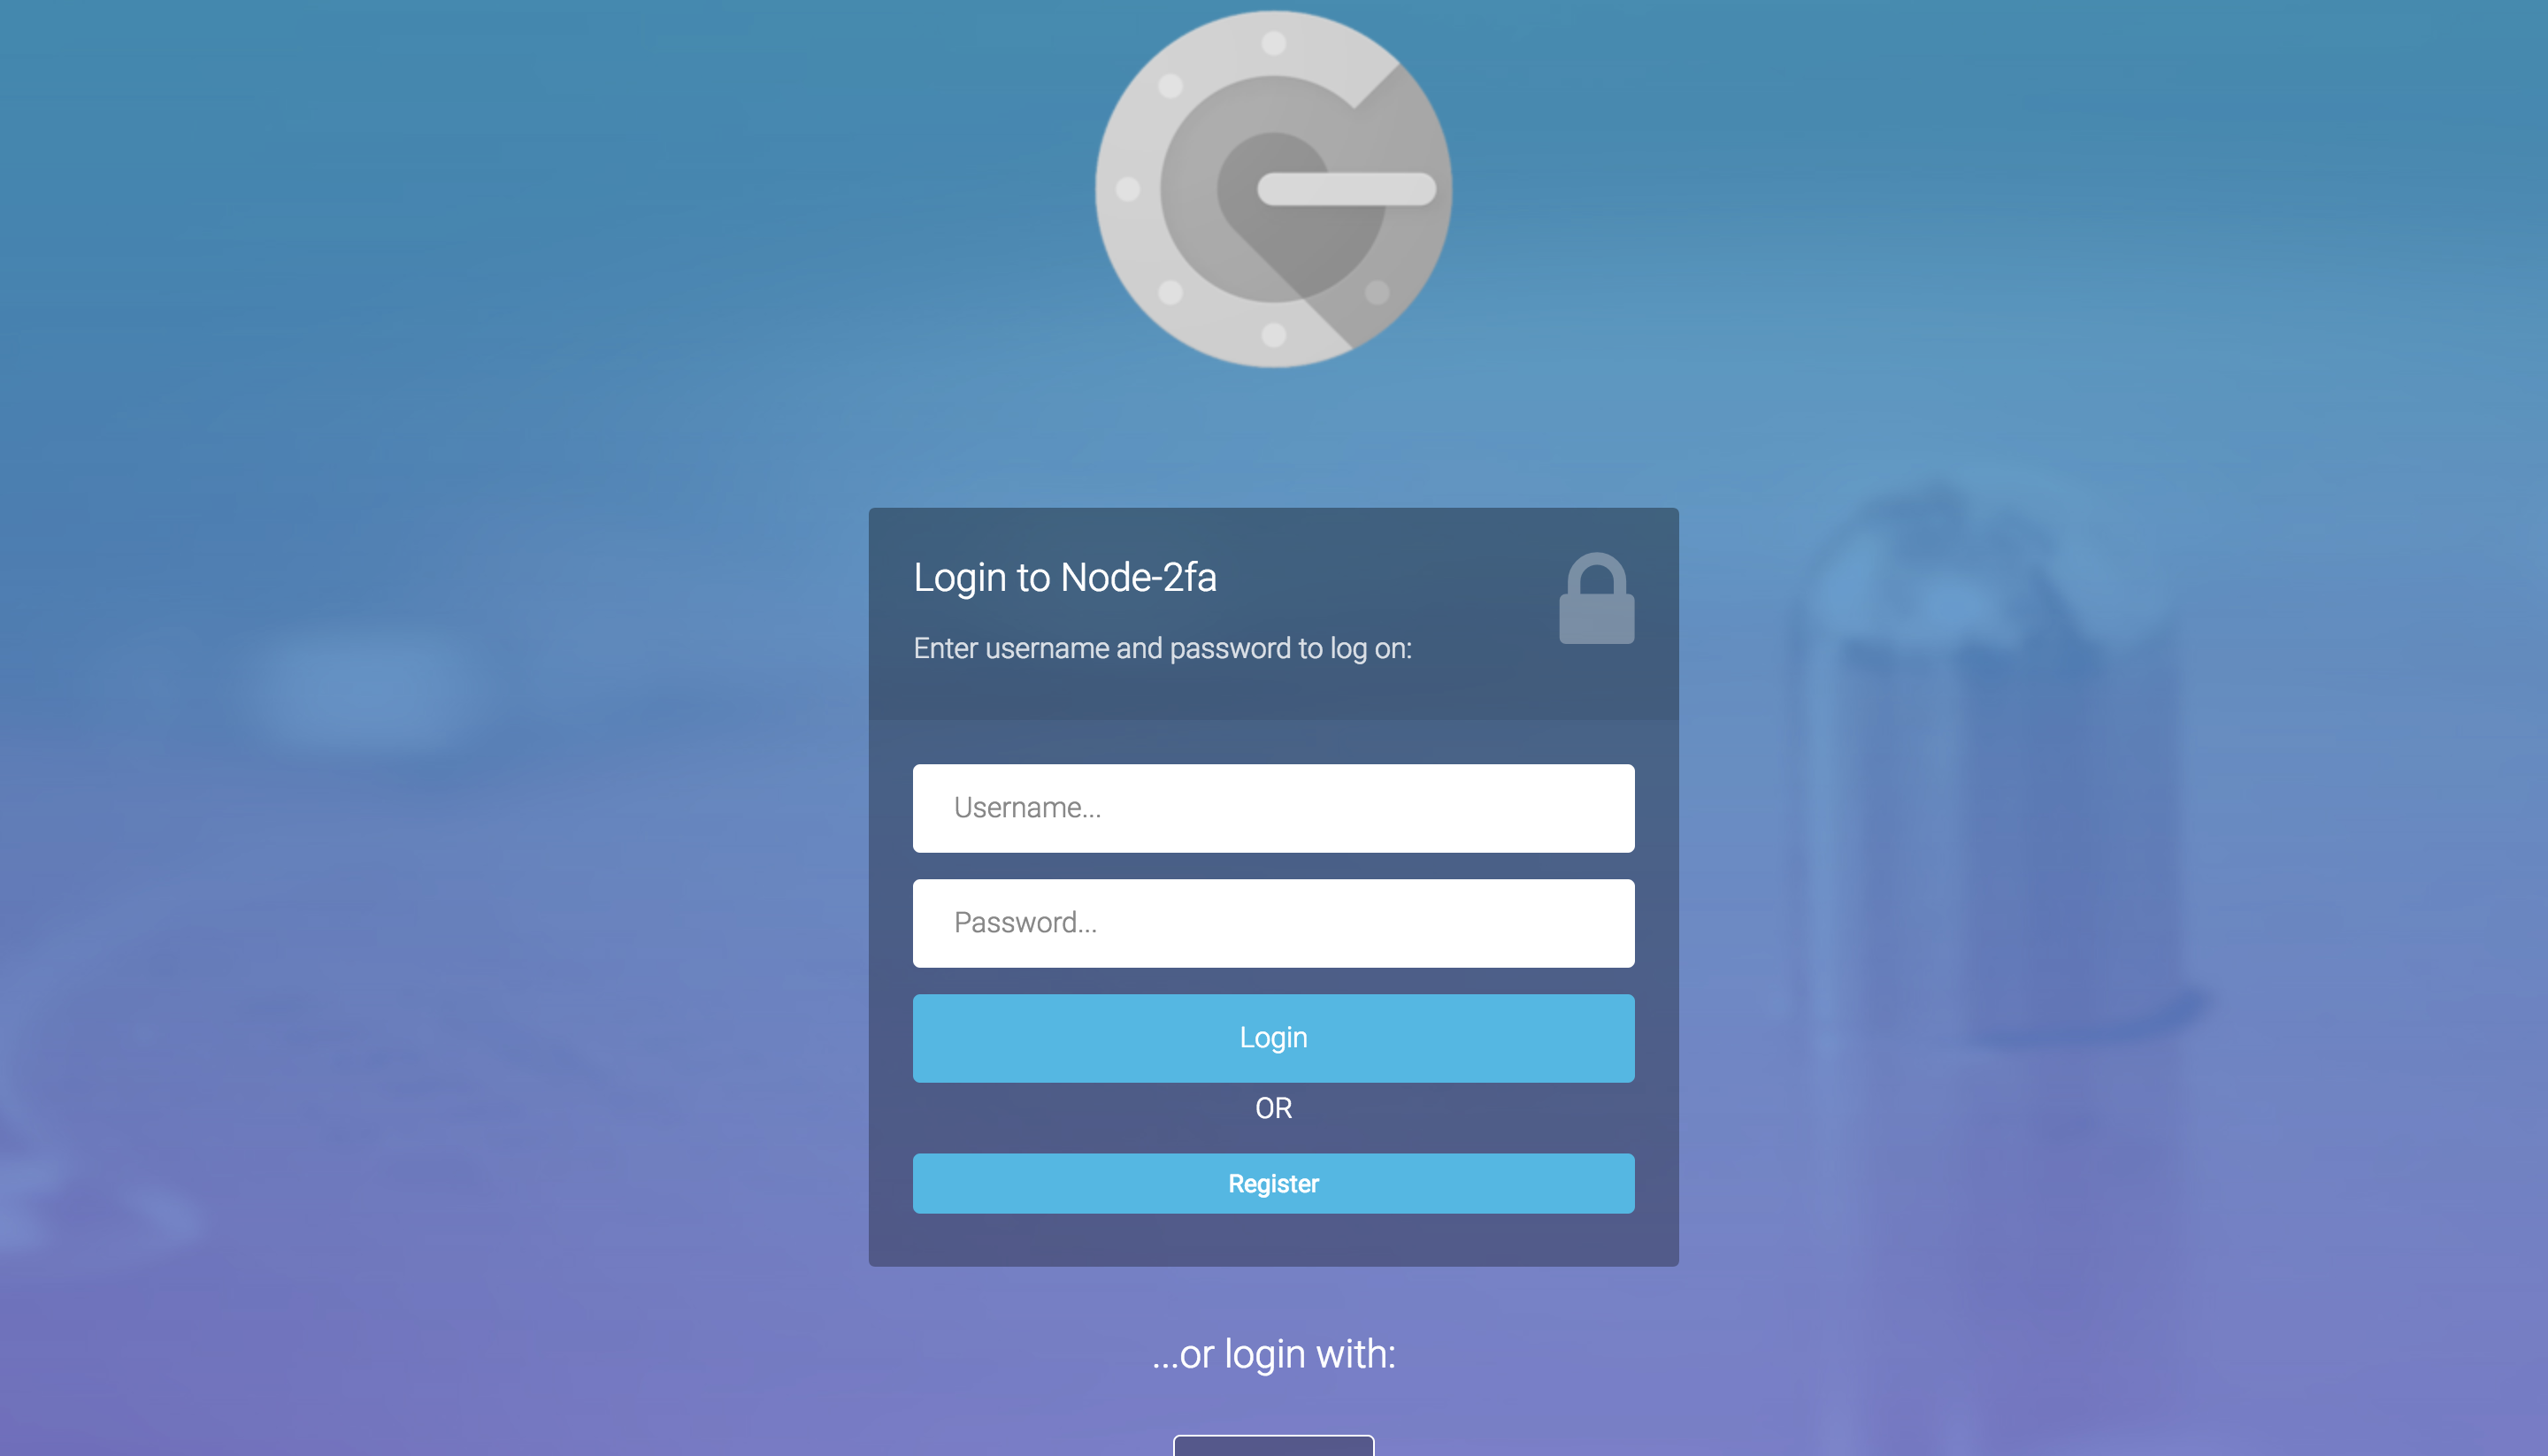 Login to Node-2fa
Enter username and password to log on:
Username...
Password...
Login
OR
Register
...or login with: